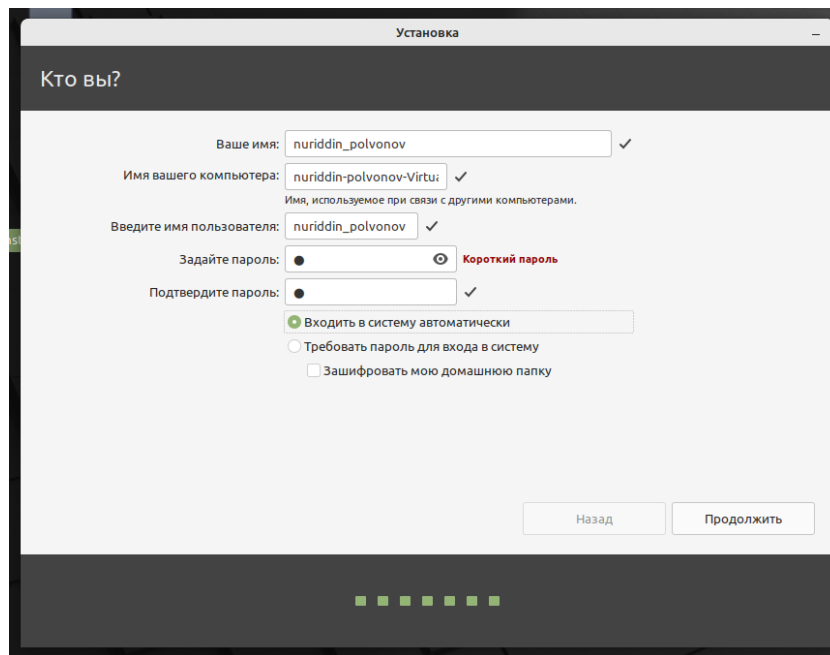 Установка
Кто вы?
Ваше имя: nuriddin_polvonov
Имя вашего компьютера: nuriddin-polvonov-Virtu
Имя, используемое при связи с другими компьютерами.
Введите имя пользователя: nuriddin_polvonov
Задайте пароль: ● Короткий пароль
Подтвердите пароль: ●
Входить в систему автоматически
Требовать пароль для входа в систему
Зашифровать мою домашнюю папку
Назад Продолжить